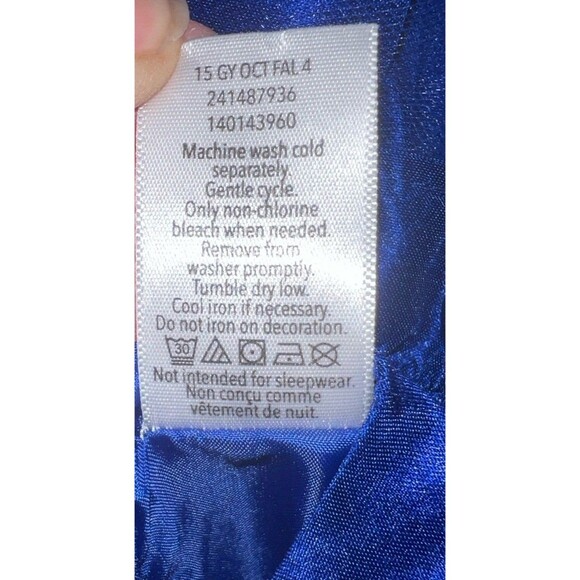 15 GY OCT FAL 4
241487936
140143960
Machine wash cold
separately.
Gentle cycle.
Only non-chlorine
bleach when needed.
Remove from
washer promptly.
Tumble dry low.
Cool iron if necessary.
Do not iron on decoration.
30
Not intended for sleepwear.
Non conçu comme
vêtement de nuit.